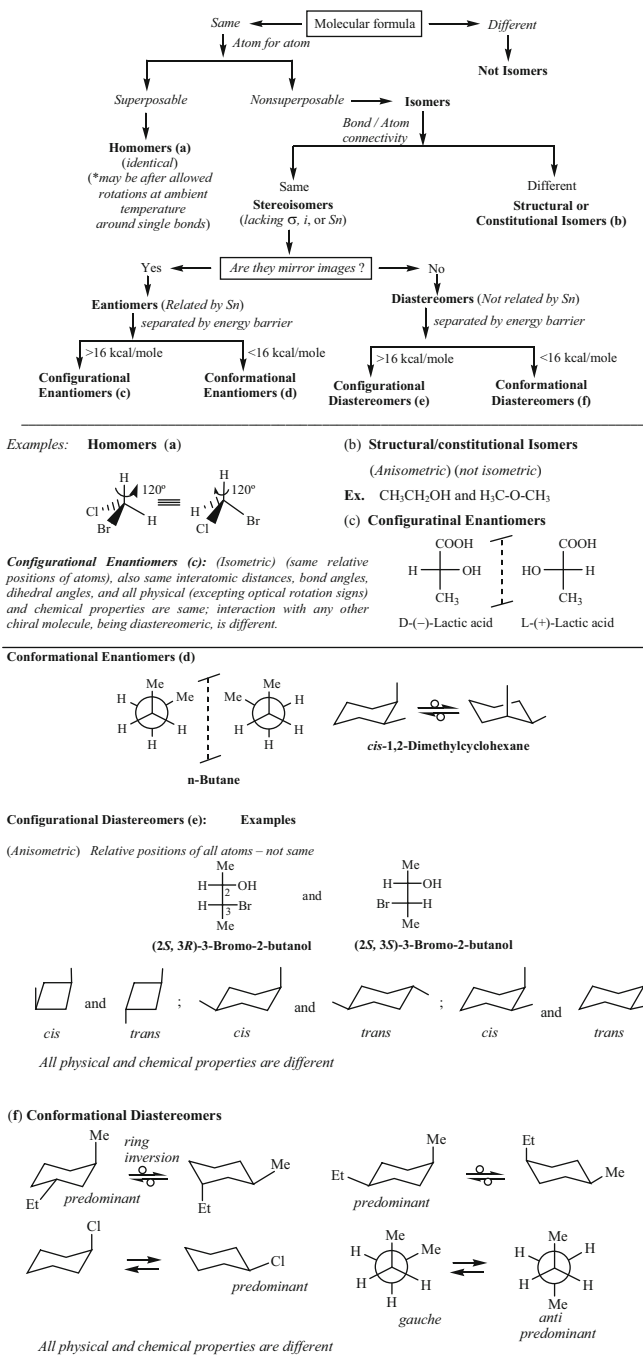 Same
Molecular formula
Different
Atom for atom
Not Isomers
Superposable
Nonsuperposable
Isomers
Homomers (a)
(identical)
(*may be after allowed
rotations at ambient
temperature
around single bonds)
Bond / Atom
connectivity
Same
Stereoisomers
(lacking σ, i, or Sn)
Different
Structural or
Constitutional Isomers (b)
Yes
Are they mirror images ?
No
Eantiomers (Related by Sn)
separated by energy barrier
Diastereomers (Not related by Sn)
separated by energy barrier
>16 kcal/mole
<16 kcal/mole
>16 kcal/mole
<16 kcal/mole
Configurational
Enantiomers (c)
Conformational
Enantiomers (d)
Configurational
Diastereomers (e)
Conformational
Diastereomers (f)
Examples: Homomers (a)
H
120º
Cl
Br
H
H
120º
H
Cl
Br
(b) Structural/constitutional Isomers
(Anisometric) (not isometric)
Ex. CH₃CH₂OH and H₃C-O-CH₃
(c) Configuratinal Enantiomers
COOH
H
OH
CH₃
D-(−)-Lactic acid
COOH
HO
H
CH₃
L-(+)-Lactic acid
Configurational Enantiomers (c): (Isometric) (same relative
positions of atoms), also same interatomic distances, bond angles,
dihedral angles, and all physical (excepting optical rotation signs)
and chemical properties are same; interaction with any other
chiral molecule, being diastereomeric, is different.
Conformational Enantiomers (d)
Me
H
Me
H
H
H
Me
Me
H
H
H
H
n-Butane
cis-1,2-Dimethylcyclohexane
Configurational Diastereomers (e): Examples
(Anisometric) Relative positions of all atoms – not same
Me
H
OH
2
H
Br
3
Me
and
Me
H
OH
Br
H
Me
(2S, 3R)-3-Bromo-2-butanol
(2S, 3S)-3-Bromo-2-butanol
and
;
and
;
and
cis
trans
cis
trans
cis
trans
All physical and chemical properties are different
(f) Conformational Diastereomers
Me
Et
predominant
ring
inversion
Me
Et
Me
Et
predominant
Et
Me
Cl
Cl
predominant
Me
H
Me
H
H
H
gauche
Me
H
H
H
H
Me
anti
predominant
All physical and chemical properties are different